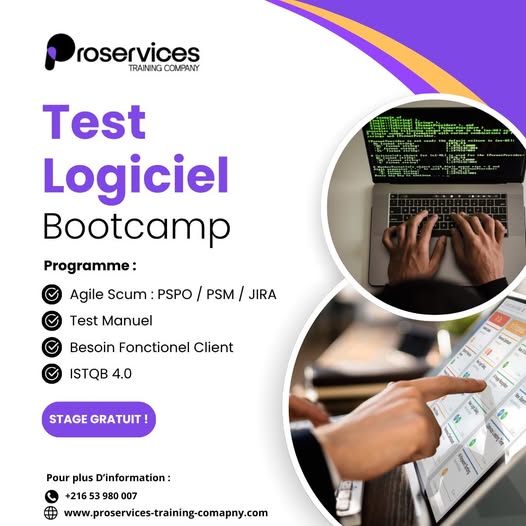 Proservices
TRAINING COMPANY
Test
Logiciel
Bootcamp
Programme :
Agile Scum : PSPO / PSM / JIRA
Test Manuel
Besoin Fonctionel Client
ISTQB 4.0
STAGE GRATUIT !
Pour plus D’information :
+216 53 980 007
www.proservices-training-comapny.com